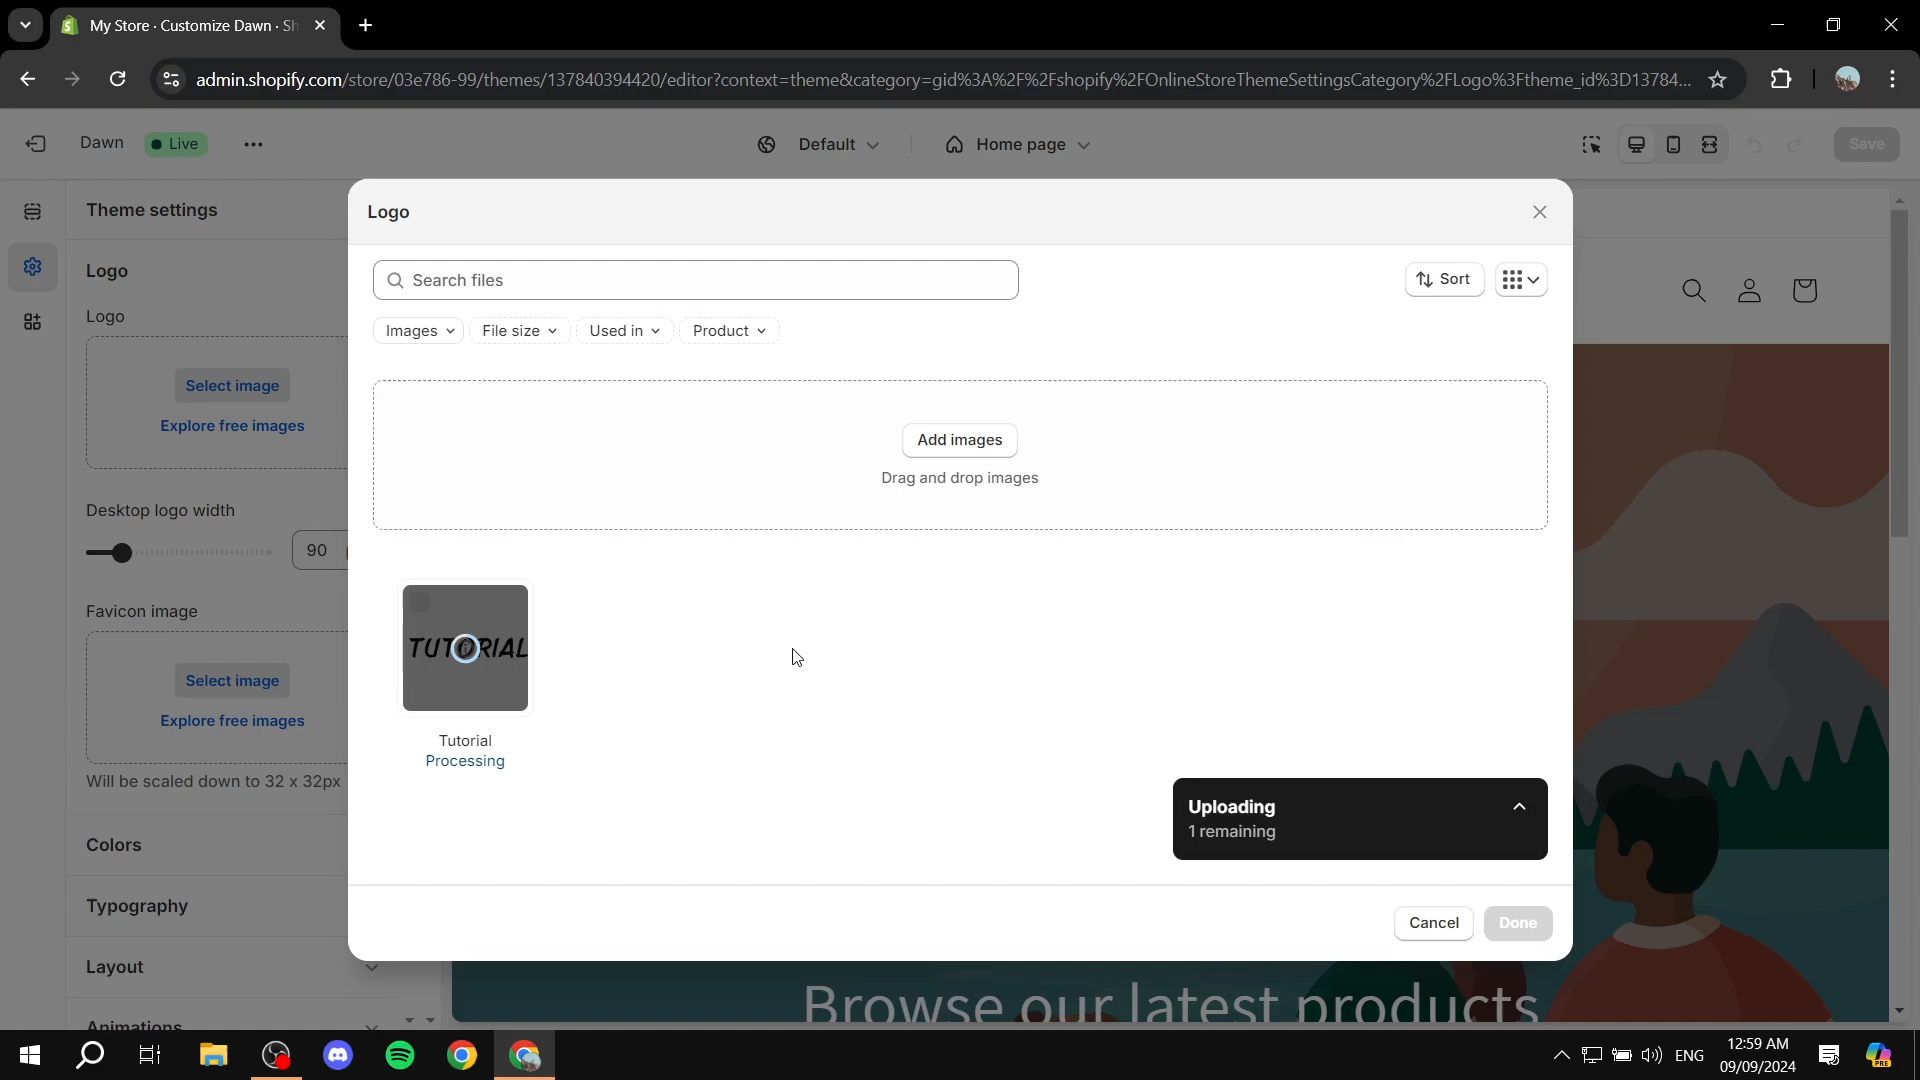 My Store · Customize Dawn · Sh
admin.shopify.com/store/03e786-99/themes/137840394420/editor?context=theme&category=gid%3A%2F%2Fshopify%2FOnlineStoreThemeSettingsCategory%2FLogo%3Ftheme_id%3D13784...
Dawn
Live
Default
Home page
Save
Theme settings
Logo
Logo
Select image
Explore free images
Desktop logo width
90
Favicon image
Select image
Explore free images
Will be scaled down to 32 x 32px
Colors
Typography
Layout
Animations
Logo
Search files
Sort
Images
File size
Used in
Product
Add images
Drag and drop images
TUTORIAL
Tutorial
Processing
Uploading
1 remaining
Cancel
Done
Browse our latest products
ENG
12:59 AM
09/09/2024
PRE